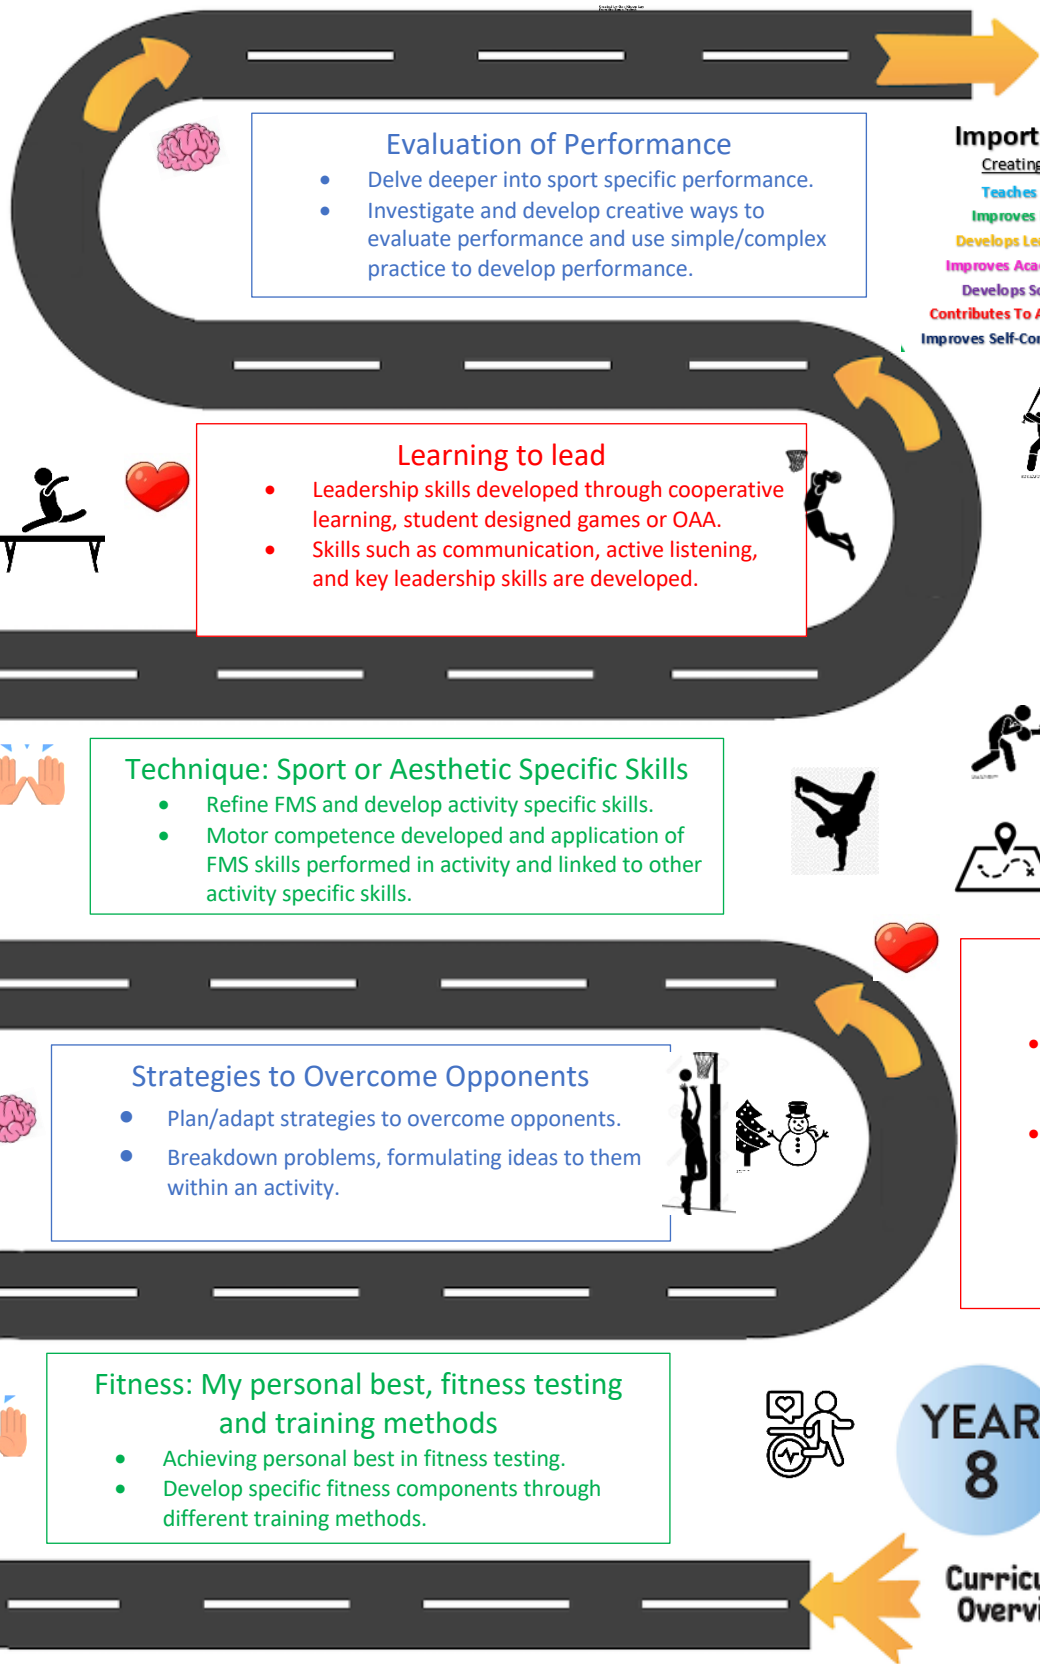 Evaluation of Performance
• Delve deeper into sport specific performance.
• Investigate and develop creative ways to
evaluate performance and use simple/complex
practice to develop performance.
Creating
Teaches
Improves
Develops
Improves
Develops
Contributes To
Improves
Learning to lead
• Leadership skills developed through cooperative
learning, student designed games or OAA.
• Skills such as communication, active listening,
and key leadership skills are developed.
Technique: Sport or Aesthetic Specific Skills
• Refine FMS and develop activity specific skills.
• Motor competence developed and application of
FMS skills performed in activity and linked to other
activity specific skills.
Strategies to Overcome Opponents
• Plan/adapt strategies to overcome opponents.
• Breakdown problems, formulating ideas to them
within an activity.
Fitness: My personal best, fitness testing
and training methods
• Achieving personal best in fitness testing.
• Develop specific fitness components through
different training methods.
YEAR
8